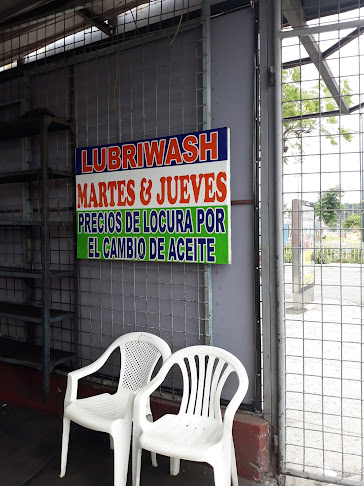 LUBRIWASH
MARTES & JUEVES
PRECIOS DE LOCURA POR
EL CAMBIO DE ACEITE